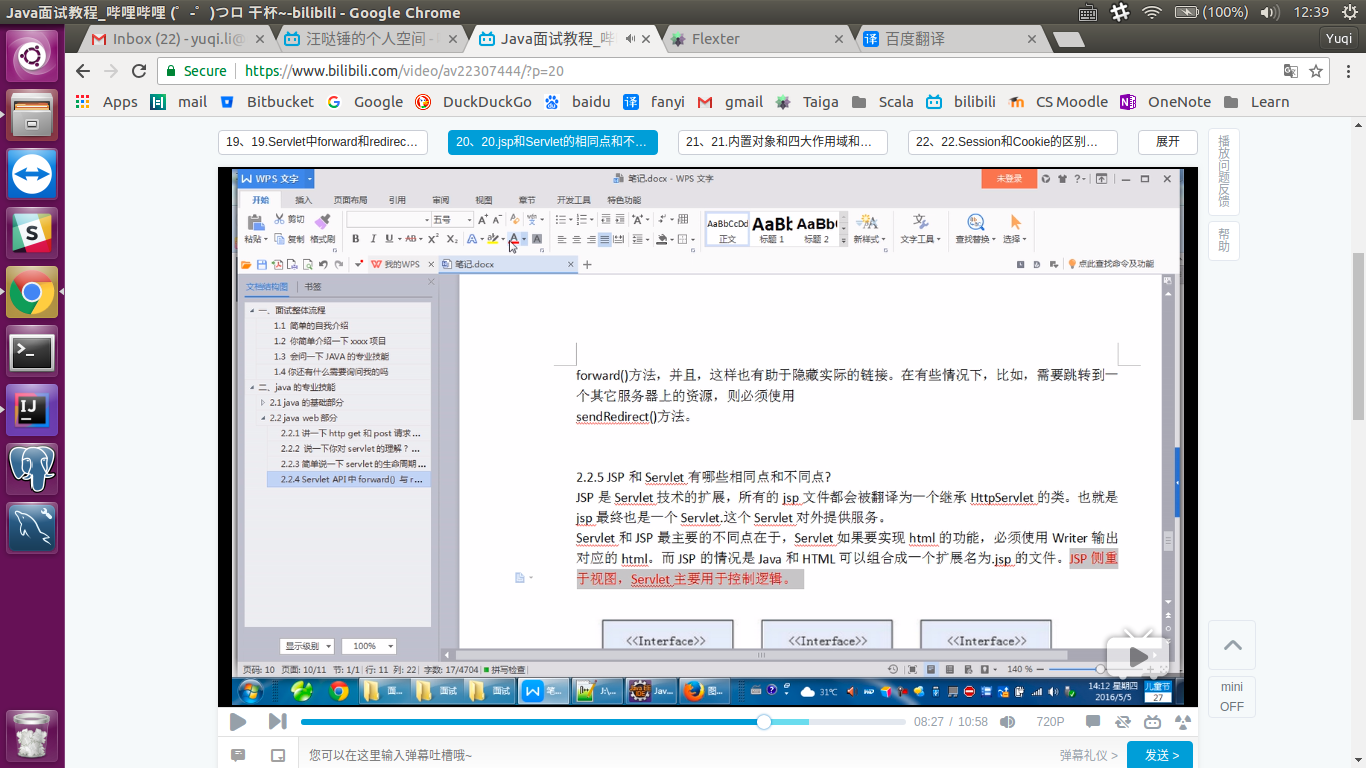 Java面试教程_哔哩哔哩 (゜-゜)つロ 干杯~-bilibili - Google Chrome
(100%)
12:39
Inbox (22) - yuqi.li@
汪哒锤的个人空间 -
Java面试教程_哔
Flexter
百度翻译
Yuqi
Secure
https://www.bilibili.com/video/av22307444/?p=20
Apps
mail
Bitbucket
Google
DuckDuckGo
baidu
fanyi
gmail
Taiga
Scala
bilibili
CS Moodle
OneNote
Learn
19、19.Servlet中forward和redirec...
20、20.jsp和Servlet的相同点和不...
21、21.内置对象和四大作用域和...
22、22.Session和Cookie的区别...
展开
播放问题反馈
帮助
WPS 文字
笔记.docx - WPS 文字
未登录
开始
插入
页面布局
引用
审阅
视图
章节
开发工具
特色功能
粘贴
剪切
复制
格式刷
五号
AaBbCcDd
正文
AaBb
标题 1
AaBb
标题 2
新样式
文字工具
查找替换
选择
我的WPS
笔记.docx
点此查找命令及功能
文档结构图
书签
一、面试整体流程
1.1 简单的自我介绍
1.2 你简单介绍一下 xxxx 项目
1.3 会问一下 JAVA 的专业技能
1.4 你还有什么需要询问我的吗
二、java 的专业技能
2.1 java 的基础部分
2.2 java web 部分
2.2.1 讲一下 http get 和 post 请求 ...
2.2.2 说一下你对 servlet 的理解? ...
2.2.3 简单说一下 servlet 的生命周期 ...
2.2.4 Servlet API 中 forward() 与 r...
显示级别
100%
forward()方法，并且，这样也有助于隐藏实际的链接。在有些情况下，比如，需要跳转到一
个其它服务器上的资源，则必须使用
sendRedirect()方法。
2.2.5 JSP 和 Servlet 有哪些相同点和不同点?
JSP 是 Servlet 技术的扩展，所有的 jsp 文件都会被翻译为一个继承 HttpServlet 的类。也就是
jsp 最终也是一个 Servlet.这个 Servlet 对外提供服务。
Servlet 和 JSP 最主要的不同点在于，Servlet 如果要实现 html 的功能，必须使用 Writer 输出
对应的 html。而 JSP 的情况是 Java 和 HTML 可以组合成一个扩展名为.jsp 的文件。JSP 侧重
于视图，Servlet 主要用于控制逻辑。
<<Interface>>
<<Interface>>
<<Interface>>
页码: 10 页面: 10/11 节: 1/1 行: 11 列: 22 字数: 17/4704 拼写检查
140 %
面...
面试
面试
笔...
J:\...
Jav...
图...
31℃
14:12 星期四
2016/5/5
儿童节
27
08:27 / 10:58
720P
mini
OFF
您可以在这里输入弹幕吐槽哦~
弹幕礼仪 >
发送 >